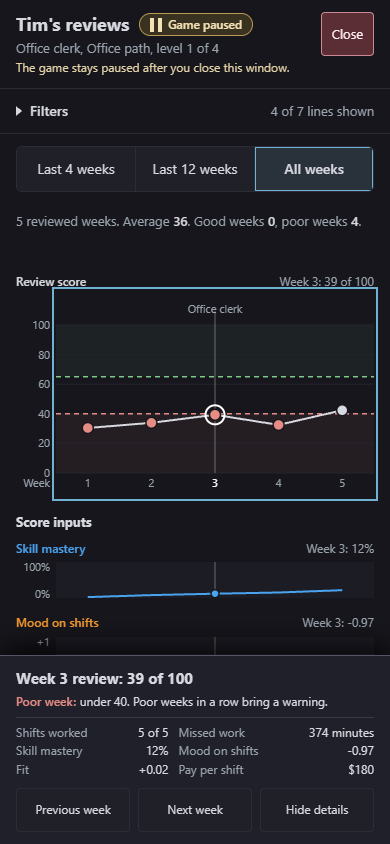 Tim's reviews
Game paused
Close
Office clerk, Office path, level 1 of 4
The game stays paused after you close this window.
Filters
4 of 7 lines shown
Last 4 weeks
Last 12 weeks
All weeks
5 reviewed weeks. Average 36. Good weeks 0, poor weeks 4.
Review score
Week 3: 39 of 100
Office clerk
100
80
60
40
20
0
Week 1 2 3 4 5
Score inputs
Skill mastery
Week 3: 12%
100%
0%
Mood on shifts
Week 3: -0.97
+1
Week 3 review: 39 of 100
Poor week: under 40. Poor weeks in a row bring a warning.
Shifts worked 5 of 5 Missed work 374 minutes
Skill mastery 12% Mood on shifts -0.97
Fit +0.02 Pay per shift $180
Previous week
Next week
Hide details